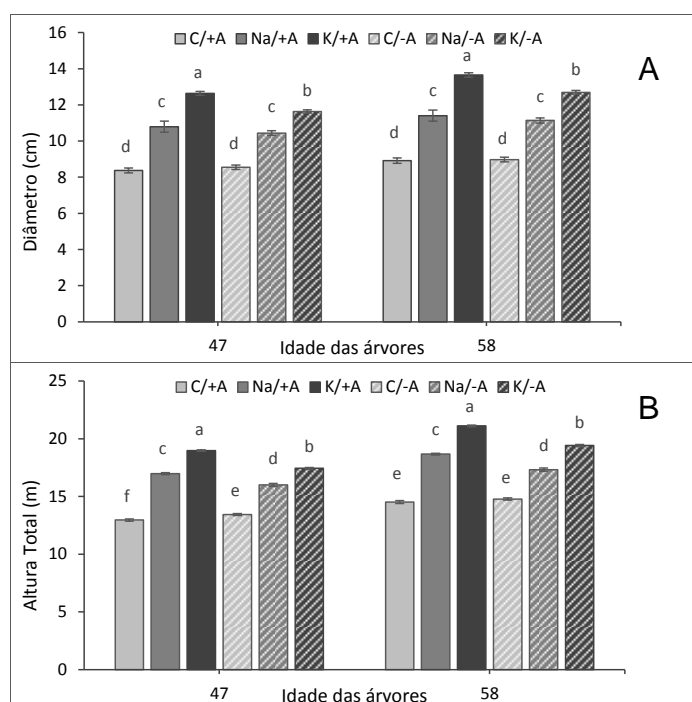 C/+A Na/+A K/+A C/-A Na/-A K/-A
A
16
14
12
10
8
6
4
2
0
Diâmetro (cm)
d c a d c b
d c a d c b
47 Idade das árvores 58
C/+A Na/+A K/+A C/-A Na/-A K/-A
B
25
20
15
10
5
0
Altura Total (m)
f c a e d b
e c a e d b
47 Idade das árvores 58